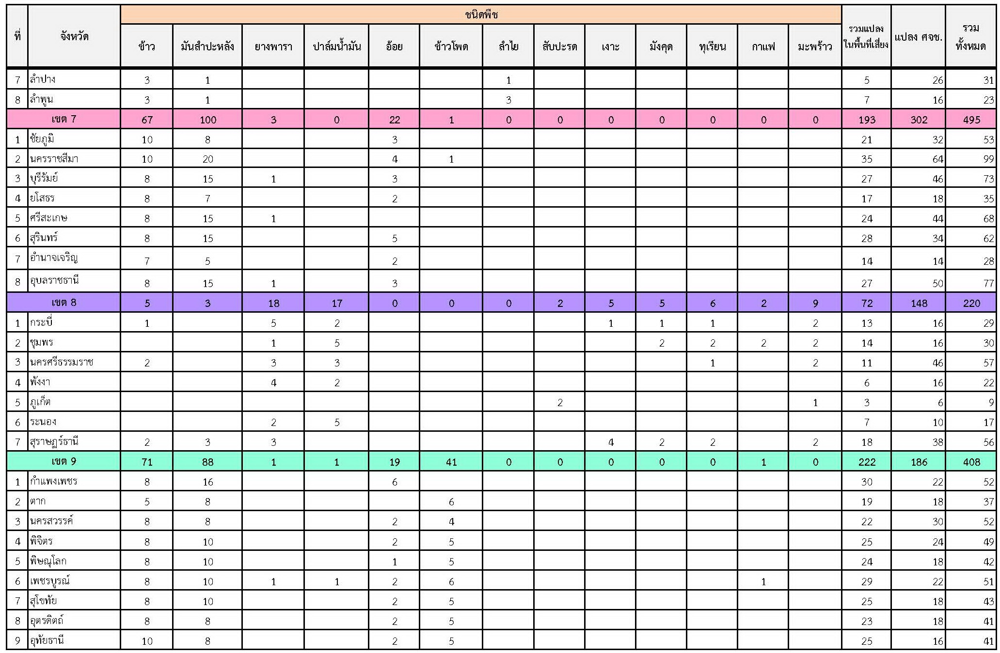 ที่ จังหวัด ชนิดพืช รวมแปลงในพื้นที่เสี่ยง แปลง ศจช. รวมทั้งหมด
ข้าว มันสำปะหลัง ยางพารา ปาล์มน้ำมัน อ้อย ข้าวโพด ลำไย สับปะรด เงาะ มังคุด ทุเรียน กาแฟ มะพร้าว
7 ลำปาง 3 1 1 5 26 31
8 ลำพูน 3 1 3 7 16 23
เขต 7 67 100 3 0 22 1 0 0 0 0 0 0 0 193 302 495
1 ชัยภูมิ 10 8 3 21 32 53
2 นครราชสีมา 10 20 4 1 35 64 99
3 บุรีรัมย์ 8 15 1 3 27 46 73
4 ยโสธร 8 7 2 17 18 35
5 ศรีสะเกษ 8 15 1 24 44 68
6 สุรินทร์ 8 15 5 28 34 62
7 อำนาจเจริญ 7 5 2 14 14 28
8 อุบลราชธานี 8 15 1 3 27 50 77
เขต 8 5 3 18 17 0 0 0 2 5 5 6 2 9 72 148 220
1 กระบี่ 1 5 2 1 1 1 2 13 16 29
2 ชุมพร 1 5 2 2 2 2 14 16 30
3 นครศรีธรรมราช 2 3 3 1 2 11 46 57
4 พังงา 4 2 6 16 22
5 ภูเก็ต 2 1 3 6 9
6 ระนอง 2 5 7 10 17
7 สุราษฎร์ธานี 2 3 3 4 2 2 2 18 38 56
เขต 9 71 88 1 1 19 41 0 0 0 0 0 1 0 222 186 408
1 กำแพงเพชร 8 16 6 30 22 52
2 ตาก 5 8 6 19 18 37
3 นครสวรรค์ 8 8 2 4 22 30 52
4 พิจิตร 8 10 2 5 25 24 49
5 พิษณุโลก 8 10 1 5 24 18 42
6 เพชรบูรณ์ 8 10 1 1 2 6 1 29 22 51
7 สุโขทัย 8 10 2 5 25 18 43
8 อุตรดิตถ์ 8 8 2 5 23 18 41
9 อุทัยธานี 10 8 2 5 25 16 41